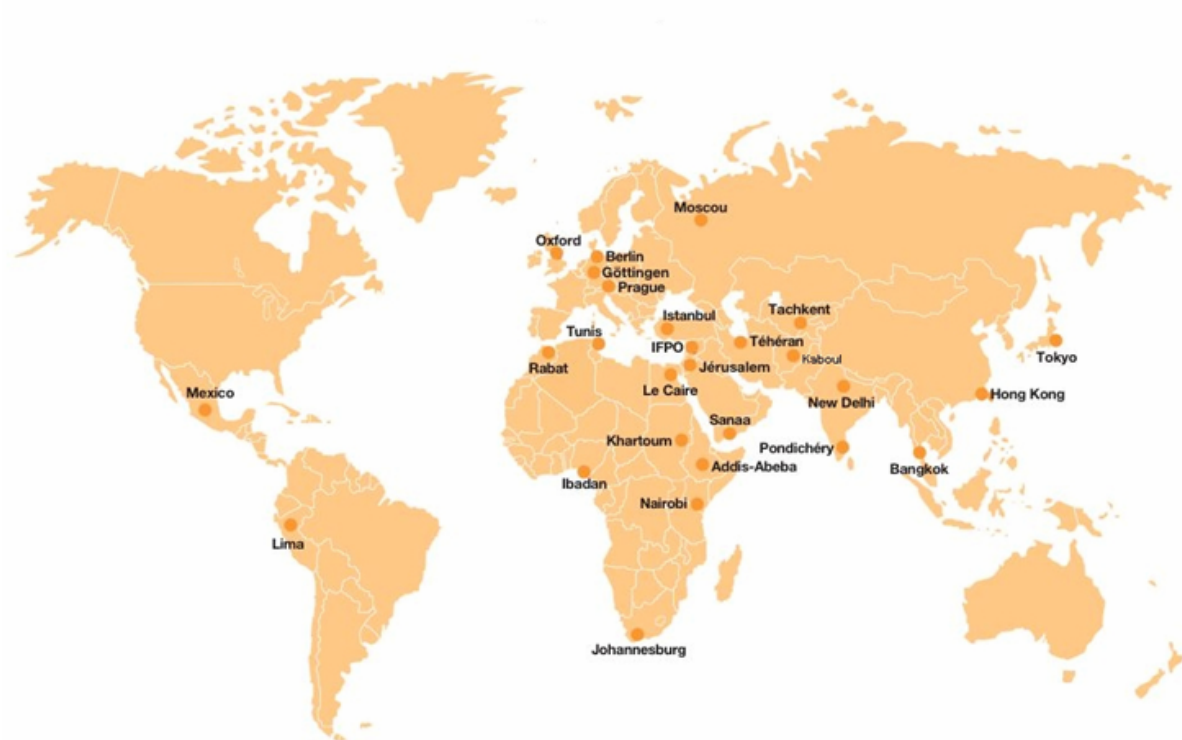 Moscou
Oxford
Berlin
Göttingen
Prague
Istanbul
Tachkent
Tunis
Téhéran
IFPO
Kaboul
Tokyo
Rabat
Jérusalem
Le Caire
Mexico
New Delhi
Hong Kong
Sanaa
Khartoum
Pondichéry
Addis-Abeba
Bangkok
Ibadan
Nairobi
Lima
Johannesburg